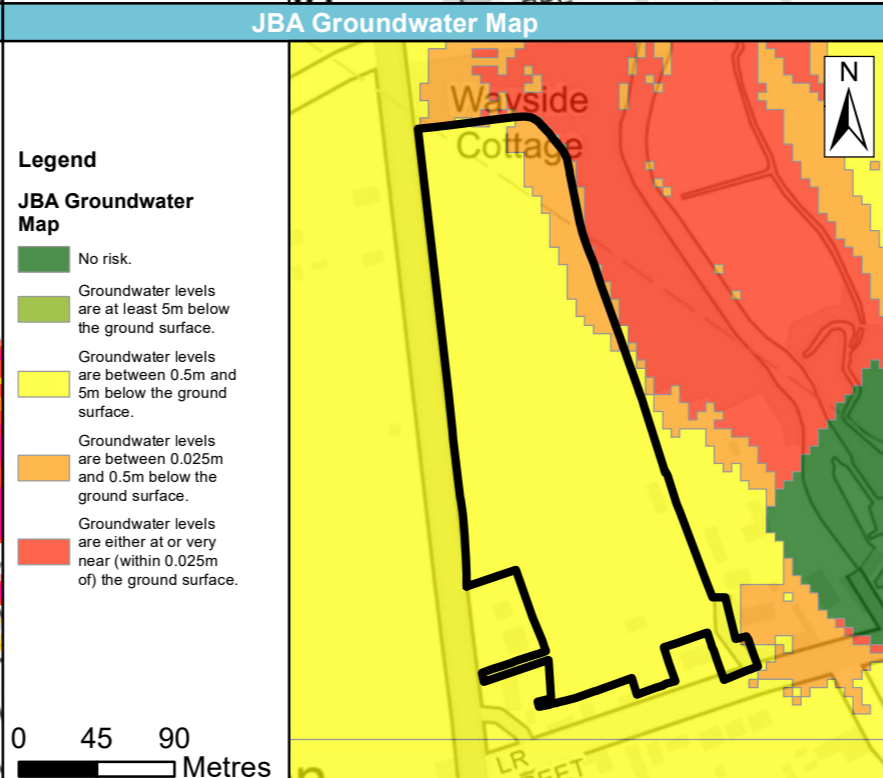 JBA Groundwater Map
Legend
JBA Groundwater
Map
No risk.
Groundwater levels
are at least 5m below
the ground surface.
Groundwater levels
are between 0.5m and
5m below the ground
surface.
Groundwater levels
are between 0.025m
and 0.5m below the
ground surface.
Groundwater levels
are either at or very
near (within 0.025m
of) the ground surface.
0 45 90
Metres
Wayside
Cottage
N
LR